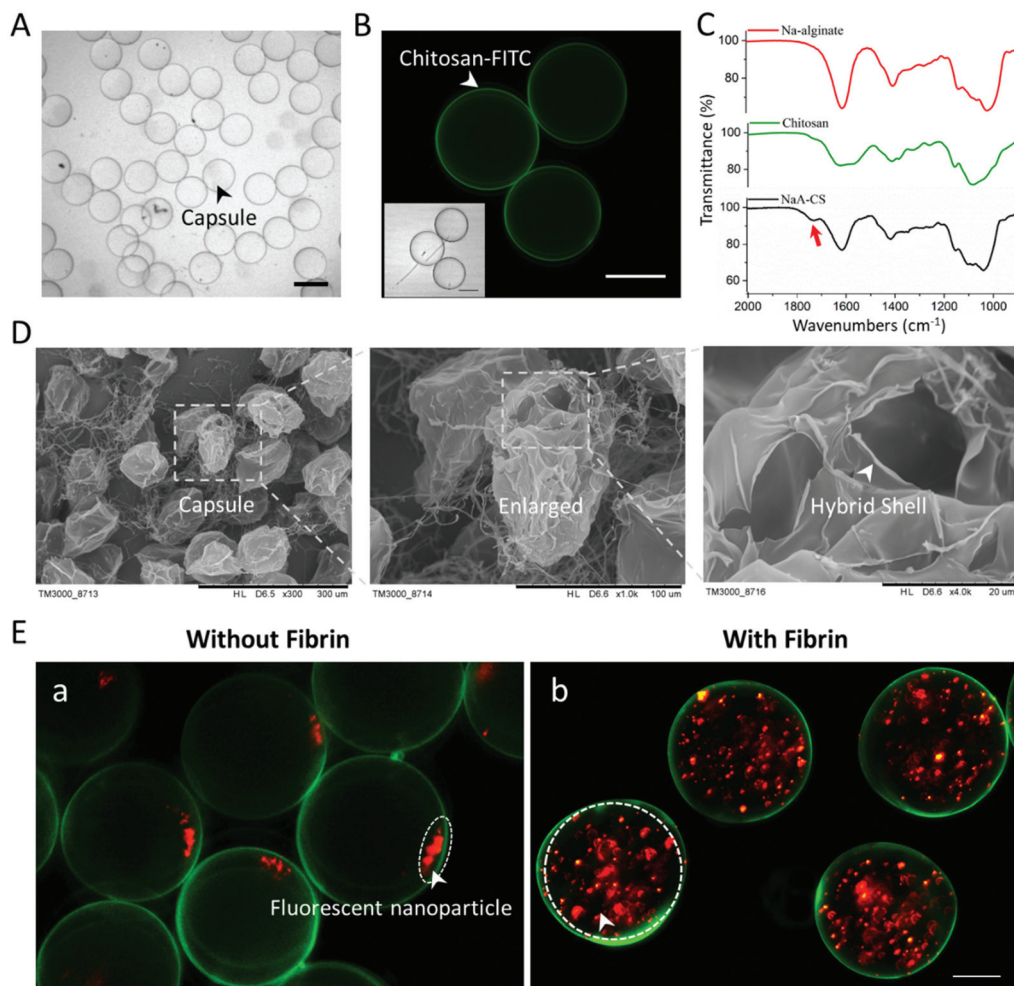 A
Capsule
B
Chitosan-FITC
C
Transmittance (%)
Na-alginate
100
80
Chitosan
100
80
NaA-CS
100
80
60
2000 1800 1600 1400 1200 1000
Wavenumbers (cm-1)
D
Capsule
TM3000_8713 HL D6.5 x300 300 um
Enlarged
TM3000_8714 HL D6.6 x1.0k 100 um
Hybrid Shell
TM3000_8716 HL D6.6 x4.0k 20 um
E
Without Fibrin
With Fibrin
a
Fluorescent nanoparticle
b